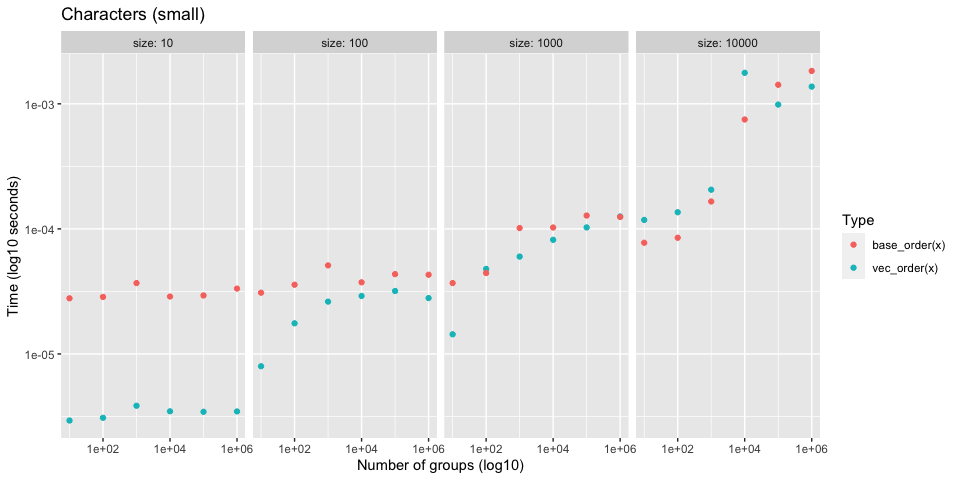 Characters (small)
size: 10
size: 100
size: 1000
size: 10000
Time (log10 seconds)
1e-03
1e-04
1e-05
1e+02 1e+04 1e+06
1e+02 1e+04 1e+06
1e+02 1e+04 1e+06
1e+02 1e+04 1e+06
Number of groups (log10)
Type
base_order(x)
vec_order(x)